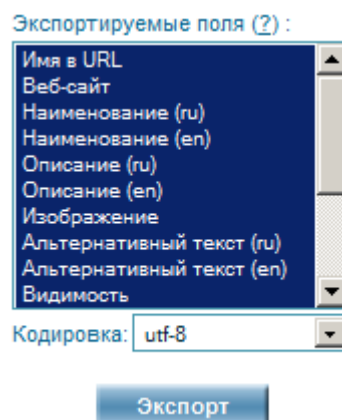 Экспортируемые поля (?) :
Имя в URL
Веб-сайт
Наименование (ru)
Наименование (en)
Описание (ru)
Описание (en)
Изображение
Альтернативный текст (ru)
Альтернативный текст (en)
Видимость
Кодировка: utf-8
Экспорт